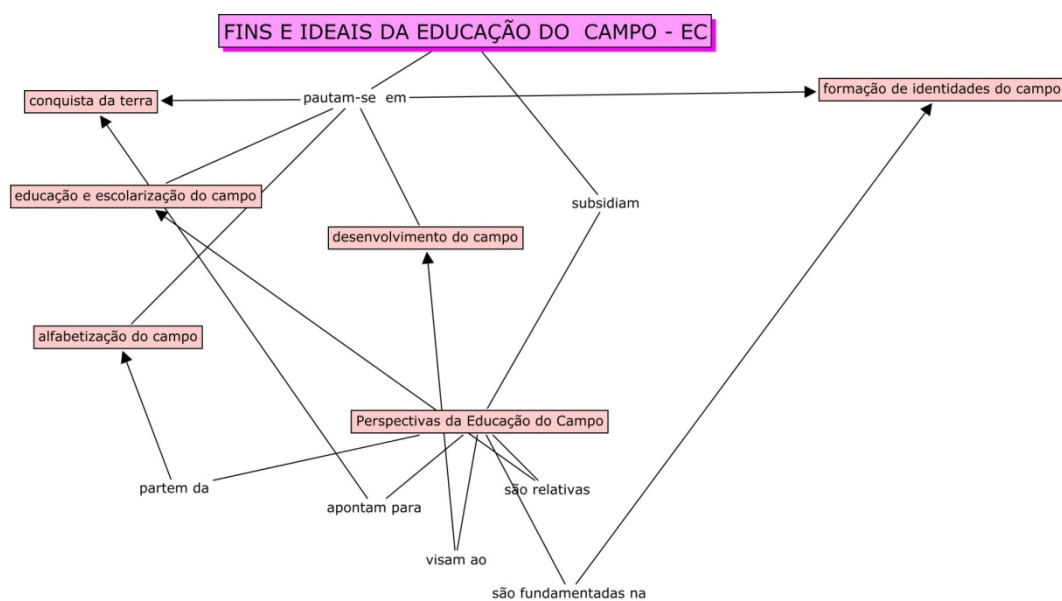 FINS E IDEAIS DA EDUCAÇÃO DO CAMPO - EC
conquista da terra
pautam-se em
formação de identidades do campo
educação e escolarização do campo
subsidiam
desenvolvimento do campo
alfabetização do campo
Perspectivas da Educação do Campo
partem da
são relativas
apontam para
visam ao
são fundamentadas na